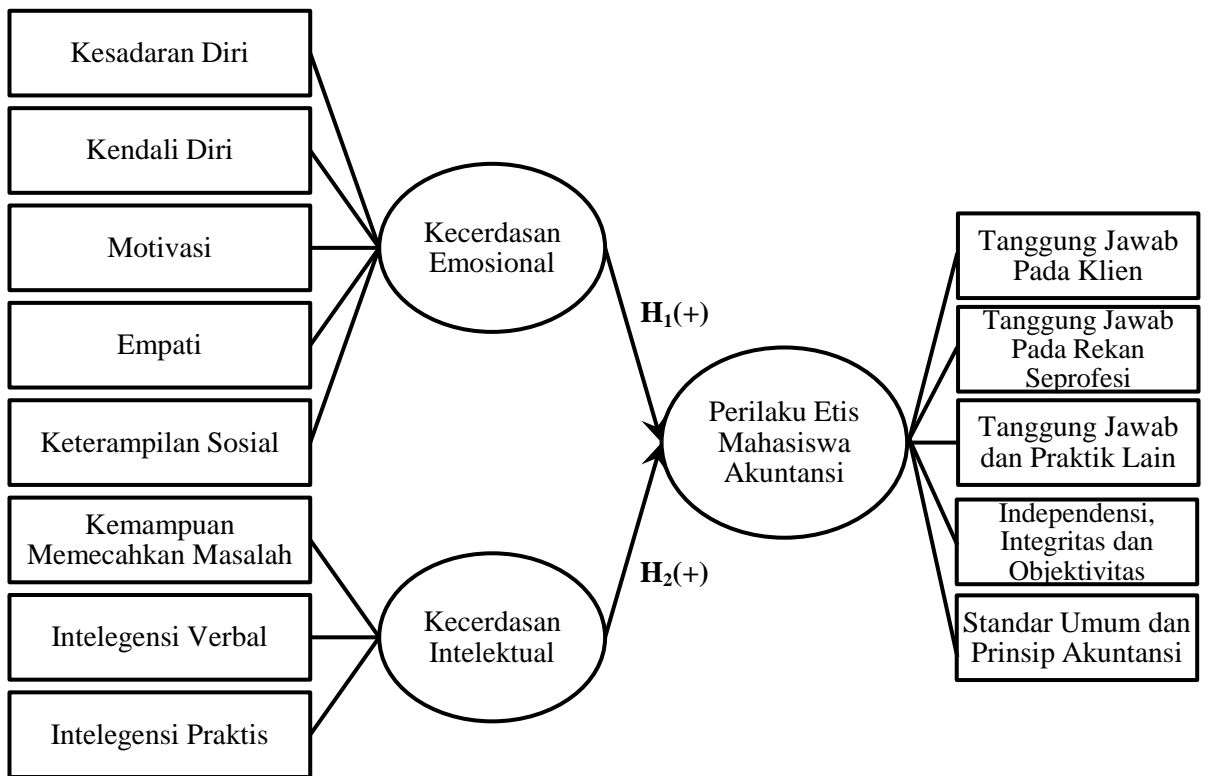 Kesadaran Diri
Kendali Diri
Motivasi
Empati
Keterampilan Sosial
Kemampuan
Memecahkan Masalah
Intelegensi Verbal
Intelegensi Praktis
Kecerdasan
Emosional
Kecerdasan
Intelektual
H₁(+)
H₂(+)
Perilaku Etis
Mahasiswa
Akuntansi
Tanggung Jawab
Pada Klien
Tanggung Jawab
Pada Rekan
Seprofesi
Tanggung Jawab
dan Praktik Lain
Independensi,
Integritas dan
Objektivitas
Standar Umum dan
Prinsip Akuntansi